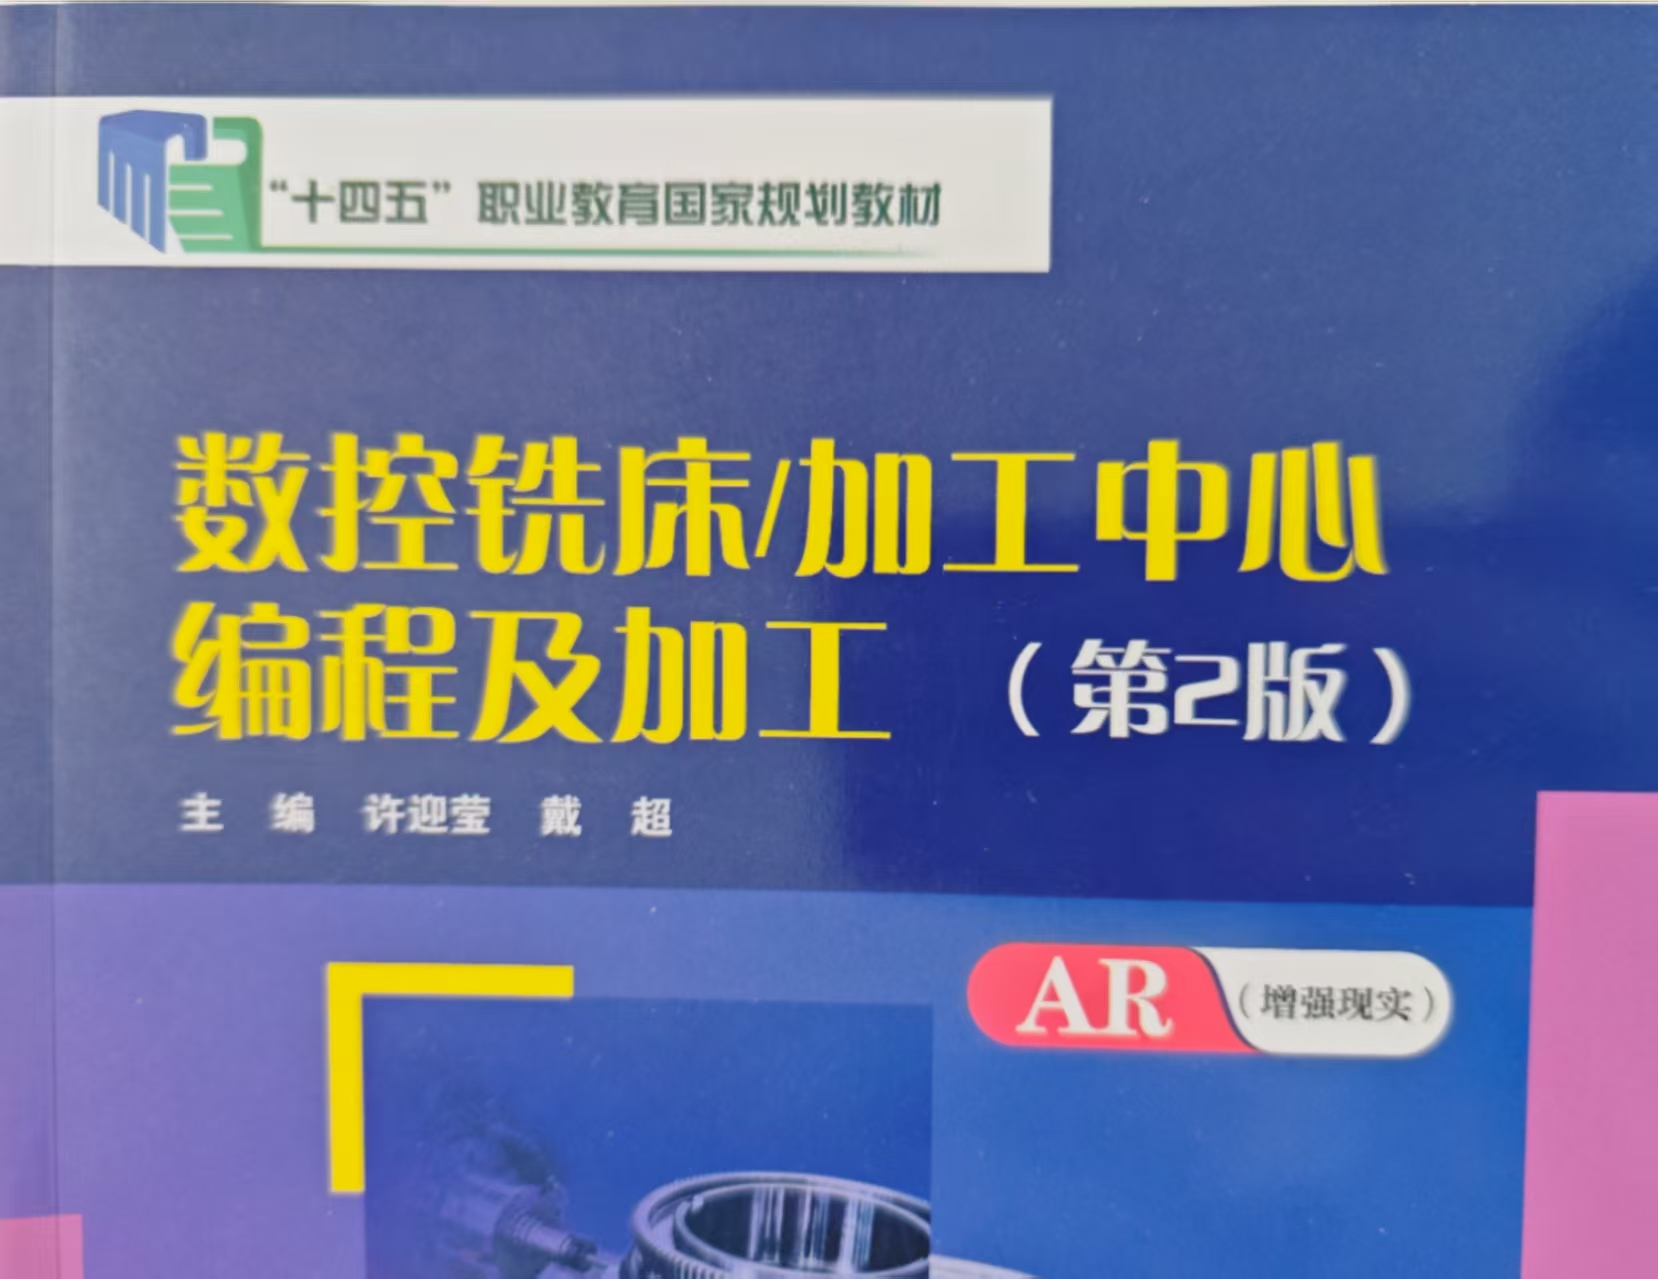 “十四五”职业教育国家规划教材
数控铣床/加工中心
编程及加工（第2版）
主 编 许迎莹 戴 超
AR（增强现实）